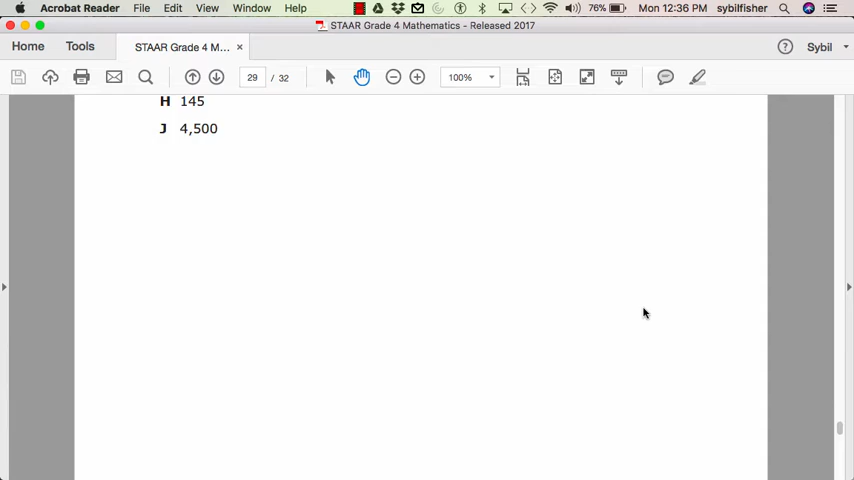 Acrobat Reader File Edit View Window Help 76% Mon 12:36 PM sybilfisher
STAAR Grade 4 Mathematics - Released 2017
Home Tools STAAR Grade 4 M... × ? Sybil
29 / 32 100%
H 145
J 4,500